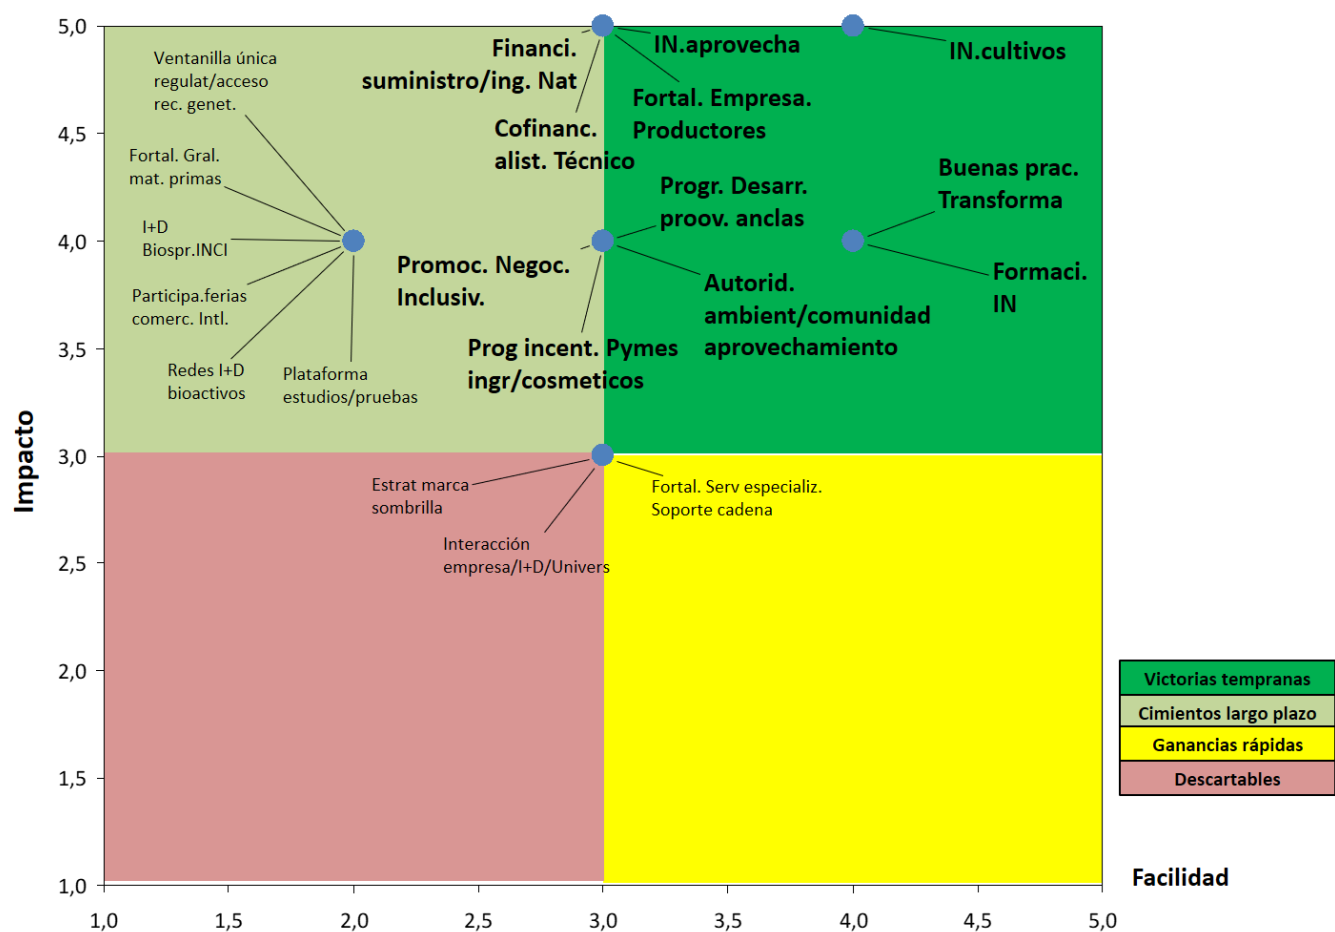 5,0
4,5
4,0
3,5
3,0
2,5
2,0
1,5
1,0
Impacto
Ventanilla única
regulat/acceso
rec. genet.
Fortal. Gral.
mat. primas
I+D
Biospr.INCI
Participa.ferias
comerc. Intl.
Redes I+D
bioactivos
Plataforma
estudios/pruebas
Financi.
suministro/ing. Nat
Cofinanc.
alist. Técnico
IN.aprovecha
Fortal. Empresa.
Productores
IN.cultivos
Progr. Desarr.
proov. anclas
Promoc. Negoc.
Inclusiv.
Prog incent. Pymes
ingr/cosmeticos
Autorid.
ambient/comunidad
aprovechamiento
Buenas prac.
Transforma
Formaci.
IN
Estrat marca
sombrilla
Interacción
empresa/I+D/Univers
Fortal. Serv especializ.
Soporte cadena
Victorias tempranas
Cimientos largo plazo
Ganancias rápidas
Descartables
Facilidad
1,0 1,5 2,0 2,5 3,0 3,5 4,0 4,5 5,0